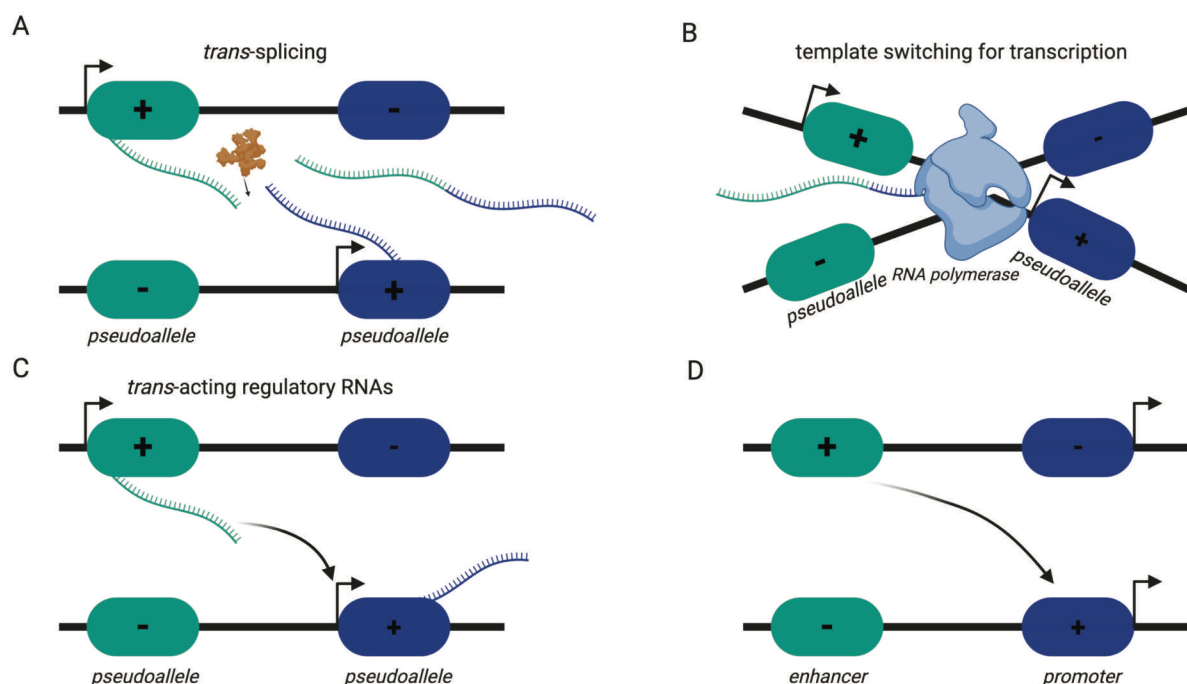 A
trans-splicing
+
-
-
+
pseudoallele
pseudoallele
B
template switching for transcription
+
-
-
+
pseudoallele
RNA polymerase
pseudoallele
C
trans-acting regulatory RNAs
+
-
-
+
pseudoallele
pseudoallele
D
+
-
-
+
enhancer
promoter